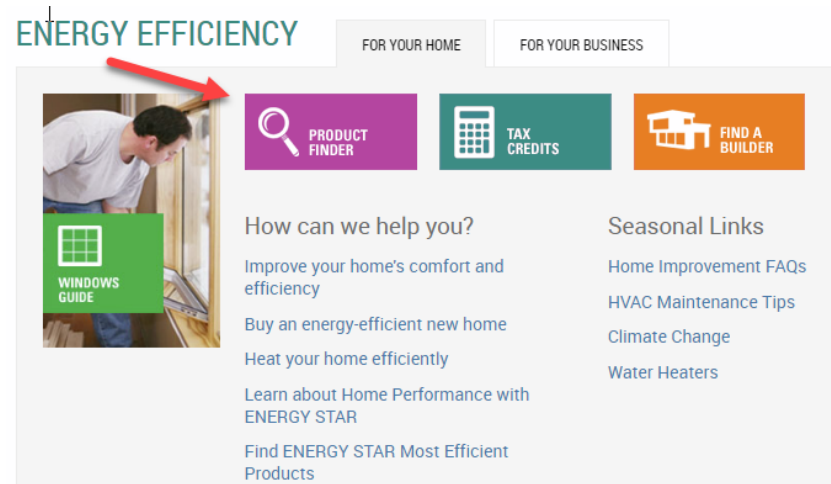 ENERGY EFFICIENCY
FOR YOUR HOME
FOR YOUR BUSINESS
PRODUCT
FINDER
TAX
CREDITS
FIND A
BUILDER
WINDOWS
GUIDE
How can we help you?
Improve your home's comfort and
efficiency
Buy an energy-efficient new home
Heat your home efficiently
Learn about Home Performance with
ENERGY STAR
Find ENERGY STAR Most Efficient
Products
Seasonal Links
Home Improvement FAQs
HVAC Maintenance Tips
Climate Change
Water Heaters